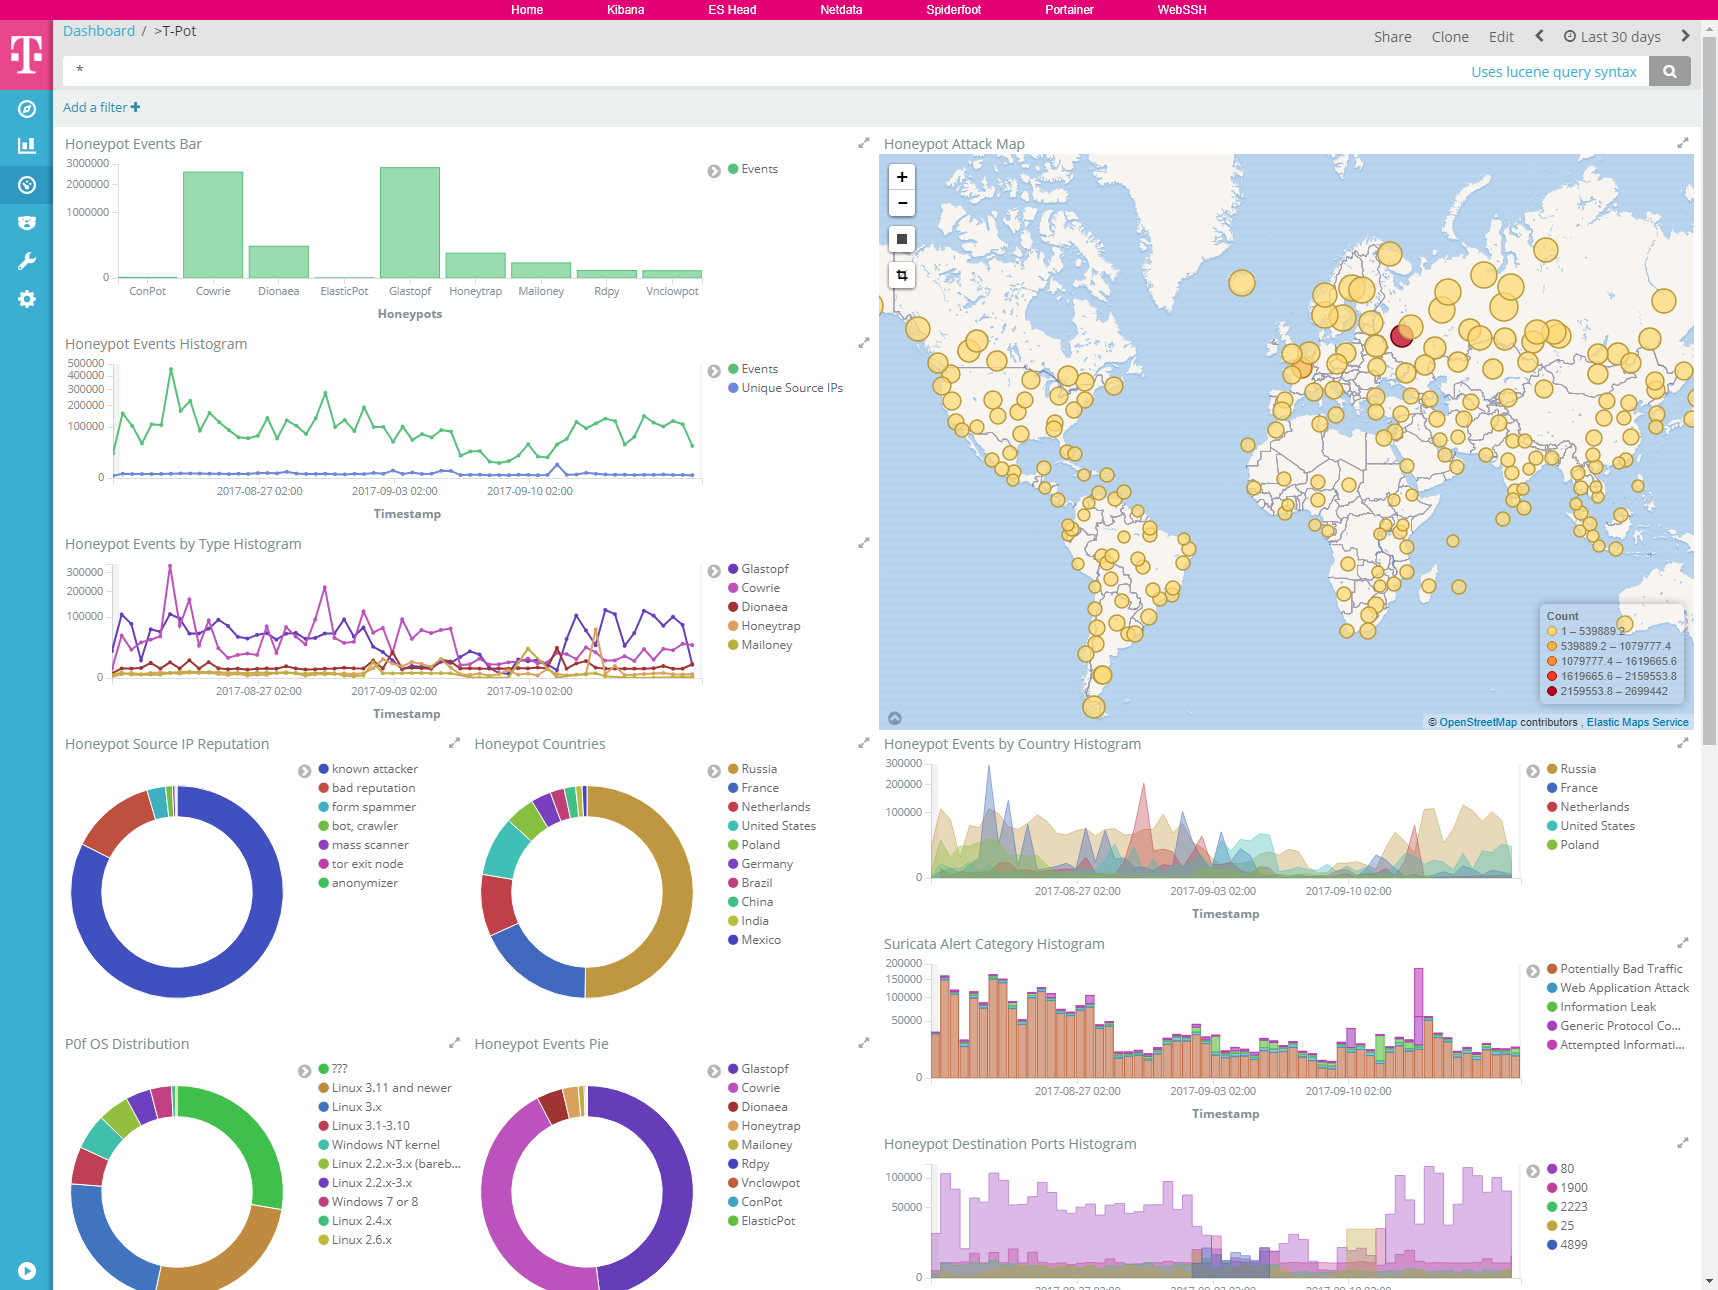 Home Kibana ES Head Netdata Spiderfoot Portainer WebSSH
T
Dashboard / >T-Pot
Share Clone Edit Last 30 days
*
Uses lucene query syntax
Add a filter +
Honeypot Events Bar
3000000
2000000
1000000
0
ConPot Cowrie Dionaea ElasticPot Glastopf Honeytrap Mailoney Rdpy Vnclowpot
Honeypots
Events
Honeypot Attack Map
+
−
Count
1 – 539889.2
539889.2 – 1079777.4
1079777.4 – 1619665.6
1619665.6 – 2159553.8
2159553.8 – 2699442
© OpenStreetMap contributors , Elastic Maps Service
Honeypot Events Histogram
500000
400000
300000
200000
100000
0
2017-08-27 02:00 2017-09-03 02:00 2017-09-10 02:00
Timestamp
Events
Unique Source IPs
Honeypot Events by Type Histogram
300000
200000
100000
0
2017-08-27 02:00 2017-09-03 02:00 2017-09-10 02:00
Timestamp
Glastopf
Cowrie
Dionaea
Honeytrap
Mailoney
Honeypot Source IP Reputation
known attacker
bad reputation
form spammer
bot, crawler
mass scanner
tor exit node
anonymizer
Honeypot Countries
Russia
France
Netherlands
United States
Poland
Germany
Brazil
China
India
Mexico
Honeypot Events by Country Histogram
300000
200000
100000
0
2017-08-27 02:00 2017-09-03 02:00 2017-09-10 02:00
Timestamp
Russia
France
Netherlands
United States
Poland
Suricata Alert Category Histogram
200000
150000
100000
50000
0
2017-08-27 02:00 2017-09-03 02:00 2017-09-10 02:00
Timestamp
Potentially Bad Traffic
Web Application Attack
Information Leak
Generic Protocol Co...
Attempted Informati...
P0f OS Distribution
???
Linux 3.11 and newer
Linux 3.x
Linux 3.1-3.10
Windows NT kernel
Linux 2.2.x-3.x (bareb...
Linux 2.2.x-3.x
Windows 7 or 8
Linux 2.4.x
Linux 2.6.x
Honeypot Events Pie
Glastopf
Cowrie
Dionaea
Honeytrap
Mailoney
Rdpy
Vnclowpot
ConPot
ElasticPot
Honeypot Destination Ports Histogram
100000
50000
0
2017-08-27 02:00 2017-09-03 02:00 2017-09-10 02:00
80
1900
2223
25
4899